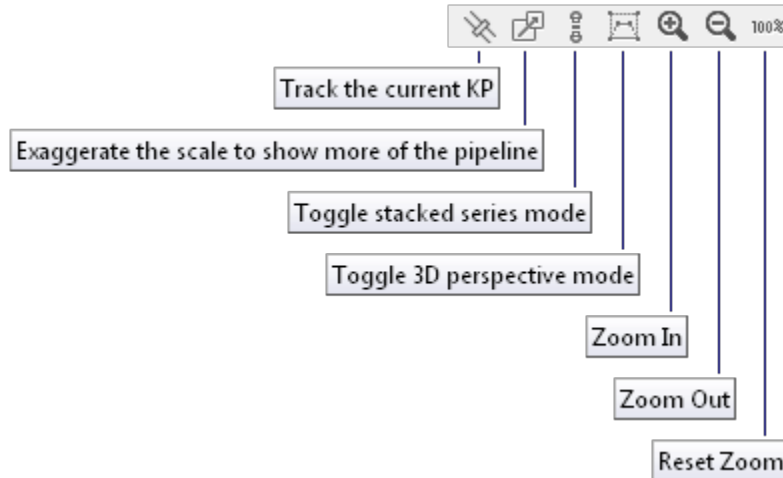 100%
Track the current KP
Exaggerate the scale to show more of the pipeline
Toggle stacked series mode
Toggle 3D perspective mode
Zoom In
Zoom Out
Reset Zoom